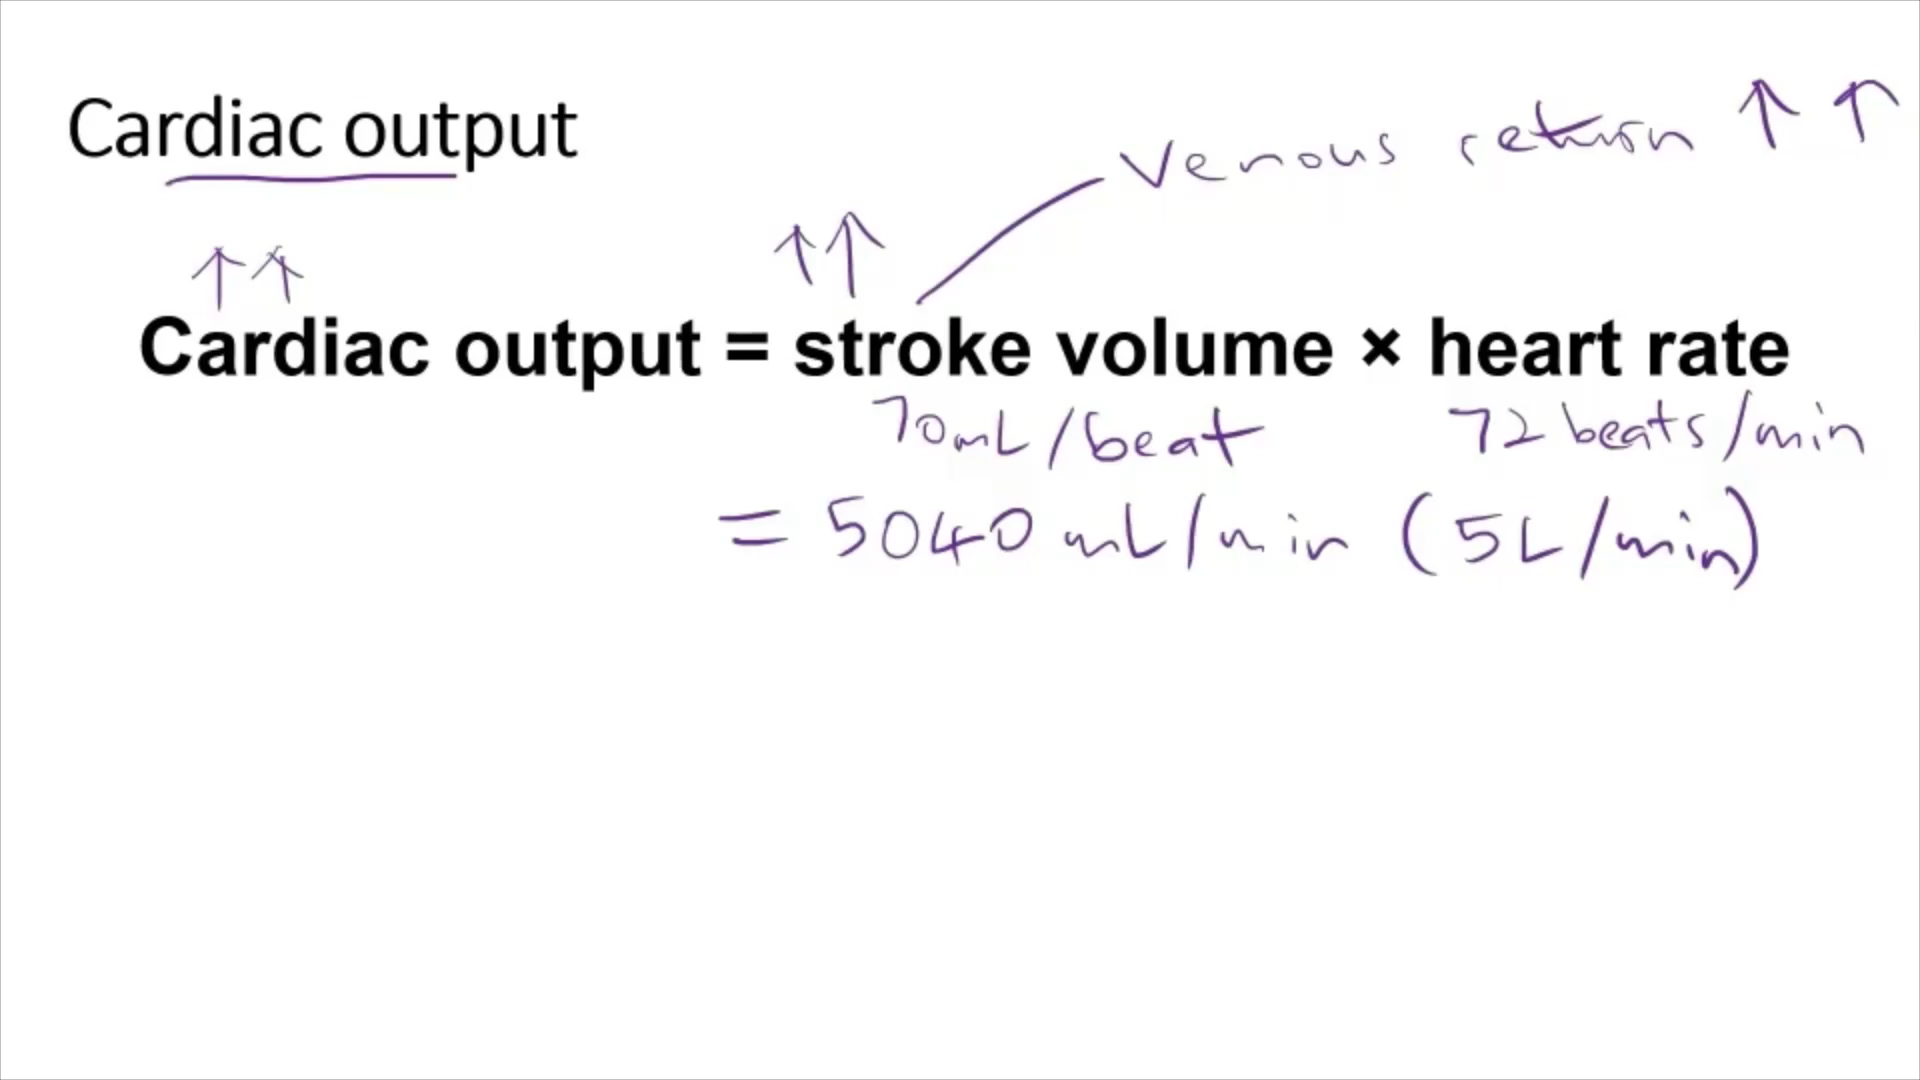 Cardiac output
Venous return ↑ ↑
↑↑ ↑↑
Cardiac output = stroke volume × heart rate
70mL/beat 72 beats/min
= 5040 mL/min (5L/min)